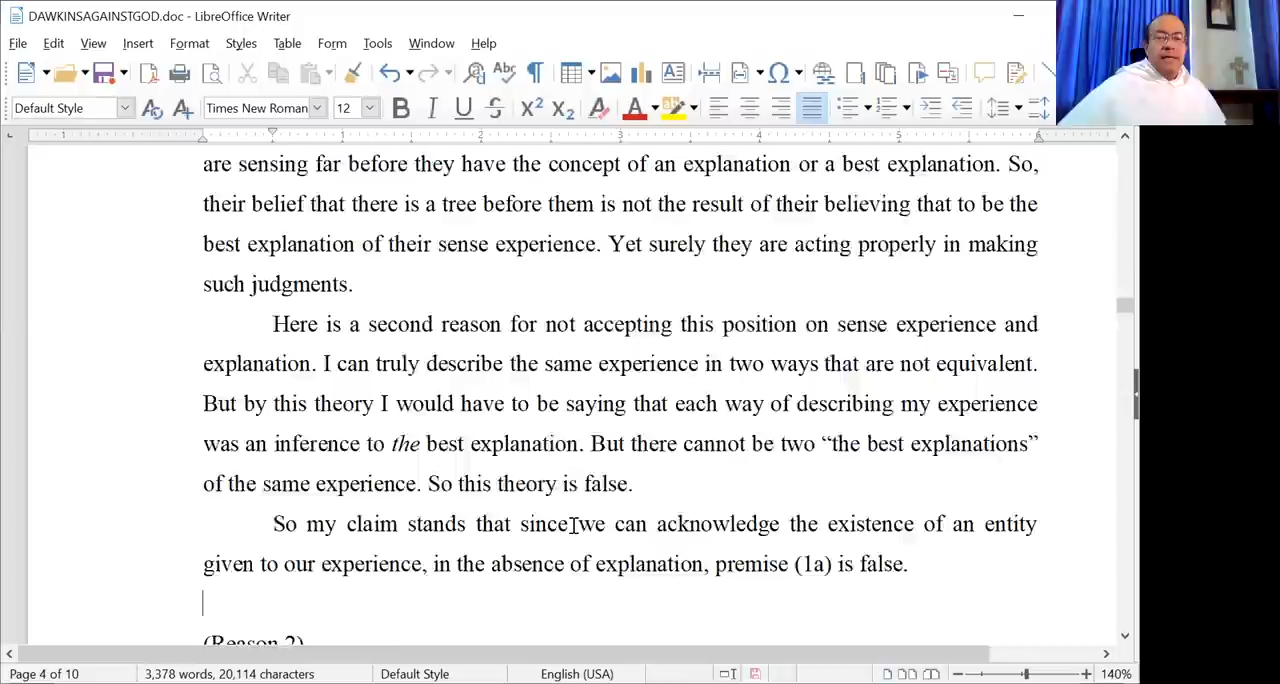 DAWKINSAGAINSTGOD.doc - LibreOffice Writer
File Edit View Insert Format Styles Table Form Tools Window Help
Default Style Times New Roman 12
1 1 2 3 4 5 6
are sensing far before they have the concept of an explanation or a best explanation. So,
their belief that there is a tree before them is not the result of their believing that to be the
best explanation of their sense experience. Yet surely they are acting properly in making
such judgments.
Here is a second reason for not accepting this position on sense experience and
explanation. I can truly describe the same experience in two ways that are not equivalent.
But by this theory I would have to be saying that each way of describing my experience
was an inference to the best explanation. But there cannot be two “the best explanations”
of the same experience. So this theory is false.
So my claim stands that since we can acknowledge the existence of an entity
given to our experience, in the absence of explanation, premise (1a) is false.
(Reason 2)
Page 4 of 10 3,378 words, 20,114 characters Default Style English (USA) 140%